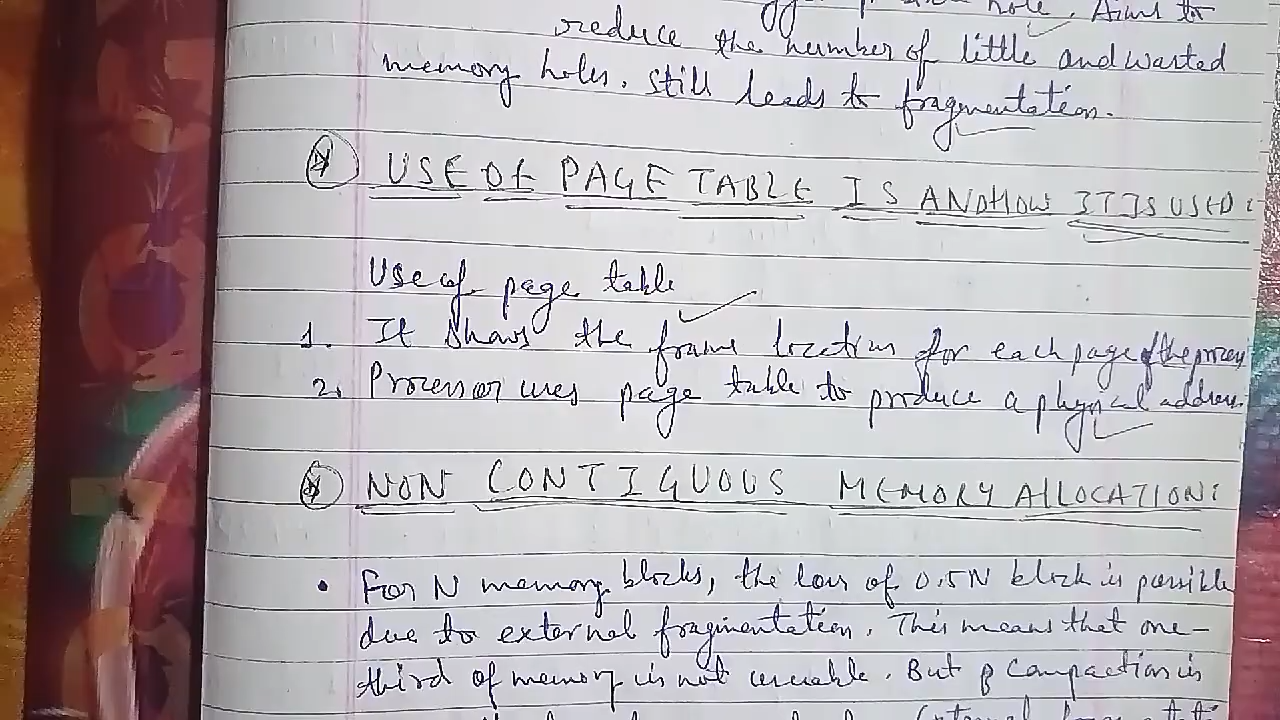 hole. Aims to
reduce the number of little and wasted
memory holes. Still leads to fragmentation.
USE OF PAGE TABLE IS AND HOW IT IS USED :
Use of page table
1. It shows the frame location for each page of the process
2. Processor uses page table to produce a physical address.
NON CONTIGUOUS MEMORY ALLOCATION :
• For N memory blocks, the loss of 0.5N block is possible
due to external fragmentation. This means that one-
third of memory is not useable. But compaction is